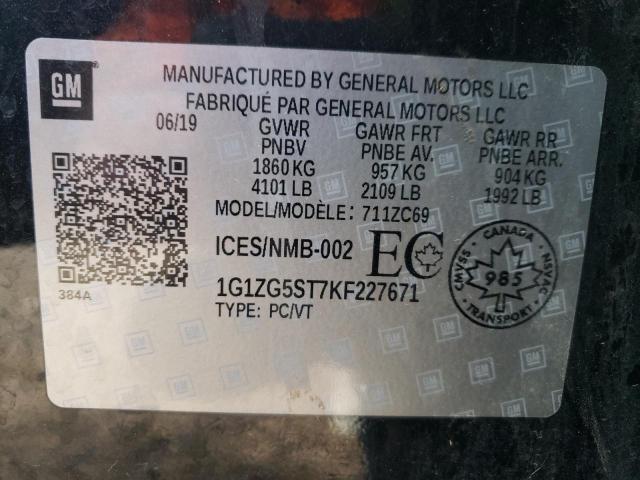 GM
MANUFACTURED BY GENERAL MOTORS LLC
FABRIQUÉ PAR GENERAL MOTORS LLC
06/19 GVWR GAWR FRT GAWR RR
PNBV PNBE AV. PNBE ARR.
1860 KG 957 KG 904 KG
4101 LB 2109 LB 1992 LB
MODEL/MODÈLE: 711ZC69
ICES/NMB-002 EC
CANADA
CMVSS 985 NSVAC
TRANSPORT
384A
1G1ZG5ST7KF227671
TYPE: PC/VT